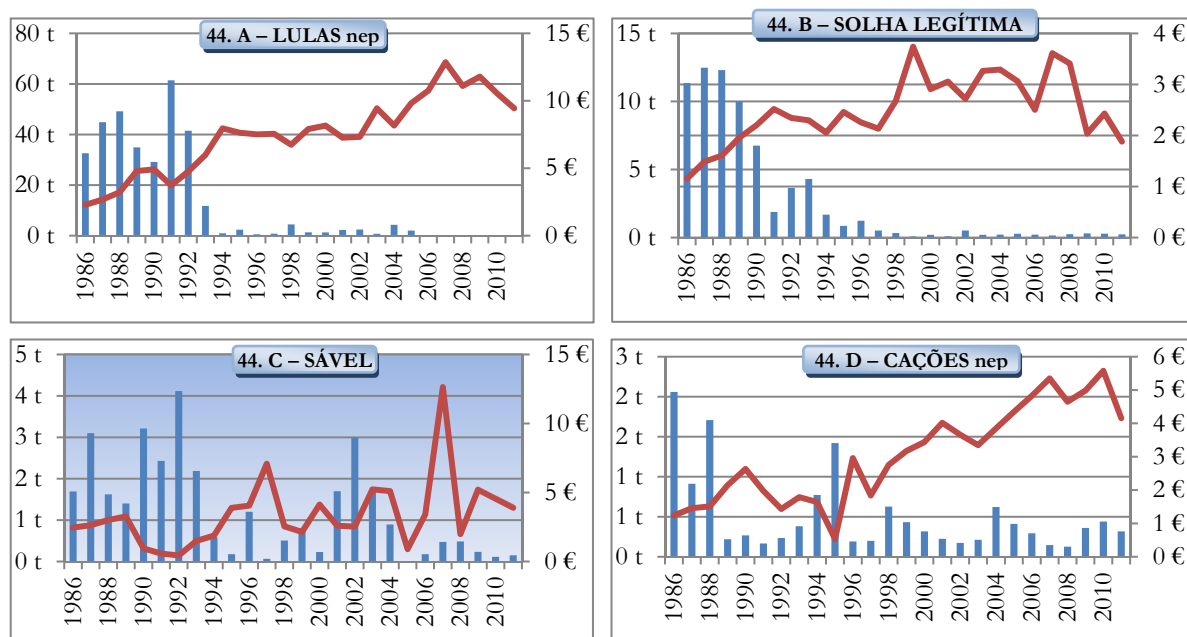 44. A – LULAS nep
80 t
60 t
40 t
20 t
0 t
15 €
10 €
5 €
0 €
1986
1988
1990
1992
1994
1996
1998
2000
2002
2004
2006
2008
2010
44. B – SOLHA LEGÍTIMA
15 t
10 t
5 t
0 t
4 €
3 €
2 €
1 €
0 €
1986
1988
1990
1992
1994
1996
1998
2000
2002
2004
2006
2008
2010
44. C – SÁVEL
5 t
4 t
3 t
2 t
1 t
0 t
15 €
10 €
5 €
0 €
1986
1988
1990
1992
1994
1996
1998
2000
2002
2004
2006
2008
2010
44. D – CAÇÕES nep
3 t
2 t
2 t
1 t
1 t
0 t
6 €
5 €
4 €
3 €
2 €
1 €
0 €
1986
1988
1990
1992
1994
1996
1998
2000
2002
2004
2006
2008
2010